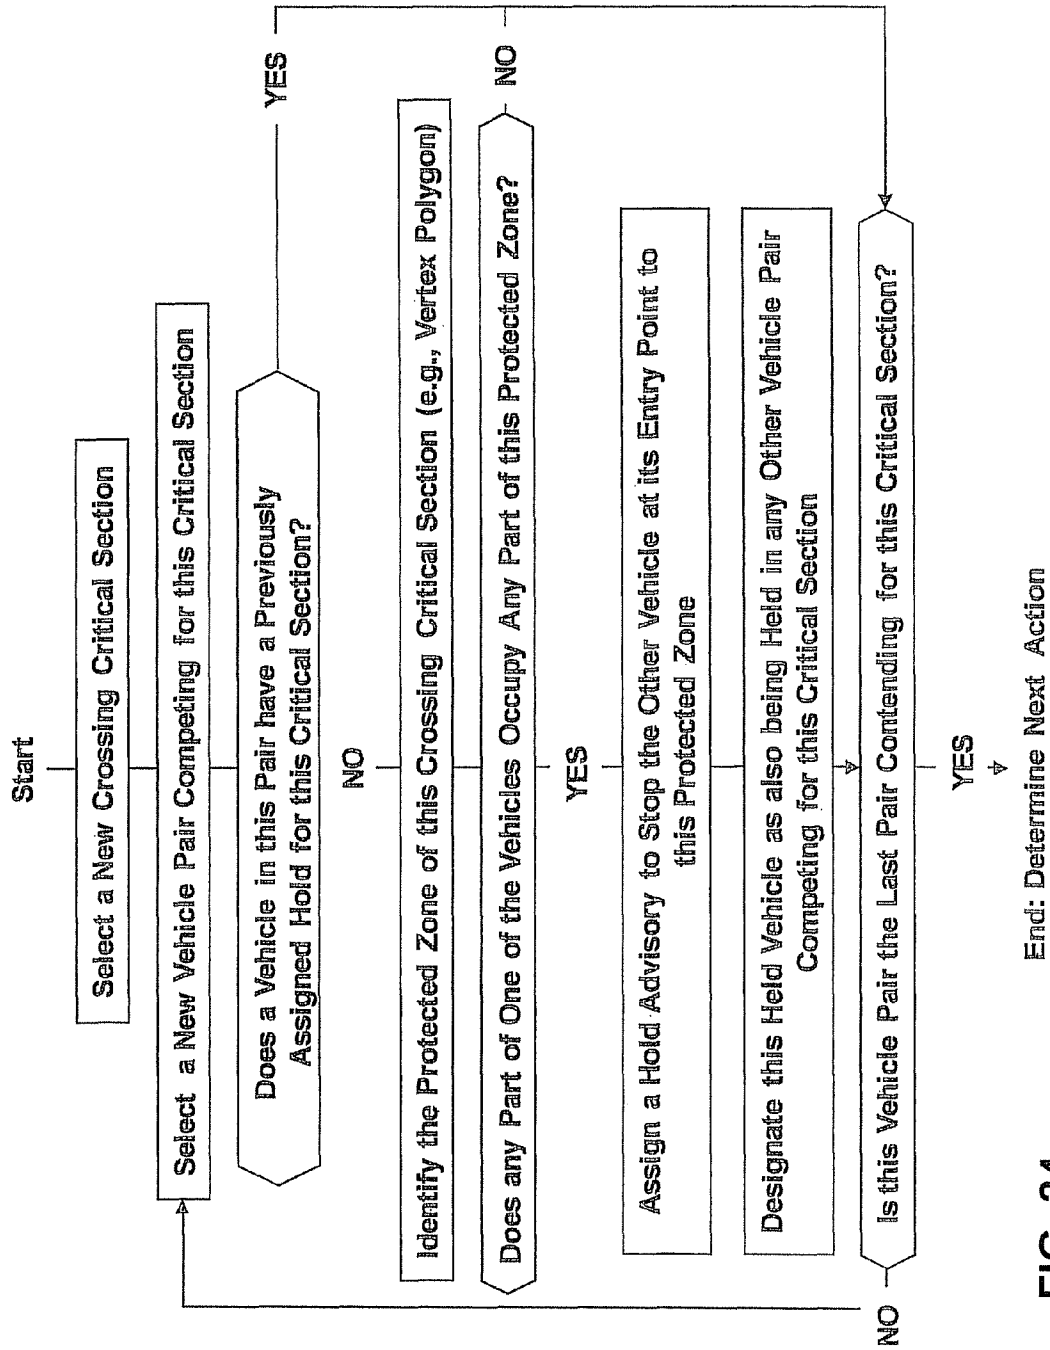 Start
Select a New Crossing Critical Section
Select a New Vehicle Pair Competing for this Critical Section
Does a Vehicle in this Pair have a Previously
Assigned Hold for this Critical Section?
YES
NO
Identify the Protected Zone of this Crossing Critical Section (e.g., Vertex Polygon)
Does any Part of One of the Vehicles Occupy Any Part of this Protected Zone?
NO
YES
Assign a Hold Advisory to Stop the Other Vehicle at its Entry Point to
this Protected Zone
Designate this Held Vehicle as also being Held in any Other Vehicle Pair
Competing for this Critical Section
Is this Vehicle Pair the Last Pair Contending for this Critical Section?
NO
YES
End: Determine Next Action
FIG.